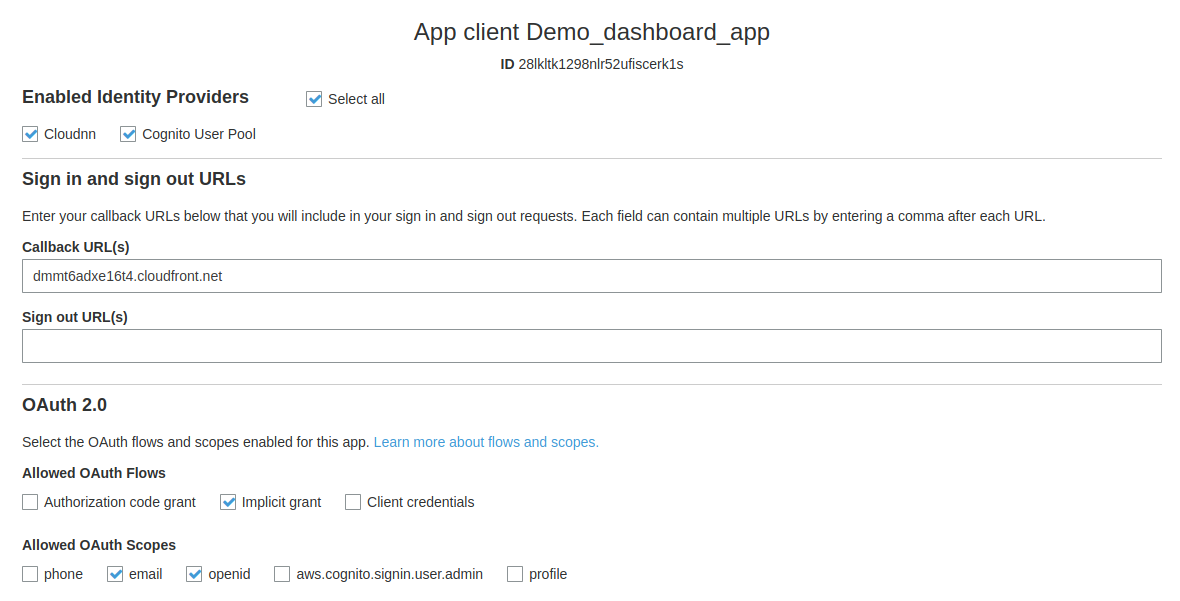 App client Demo_dashboard_app
ID 28lkltk1298nlr52ufiscerk1s
Enabled Identity Providers Select all
Cloudnn Cognito User Pool
Sign in and sign out URLs
Enter your callback URLs below that you will include in your sign in and sign out requests. Each field can contain multiple URLs by entering a comma after each URL.
Callback URL(s)
dmmt6adxe16t4.cloudfront.net
Sign out URL(s)
OAuth 2.0
Select the OAuth flows and scopes enabled for this app. Learn more about flows and scopes.
Allowed OAuth Flows
Authorization code grant Implicit grant Client credentials
Allowed OAuth Scopes
phone email openid aws.cognito.signin.user.admin profile